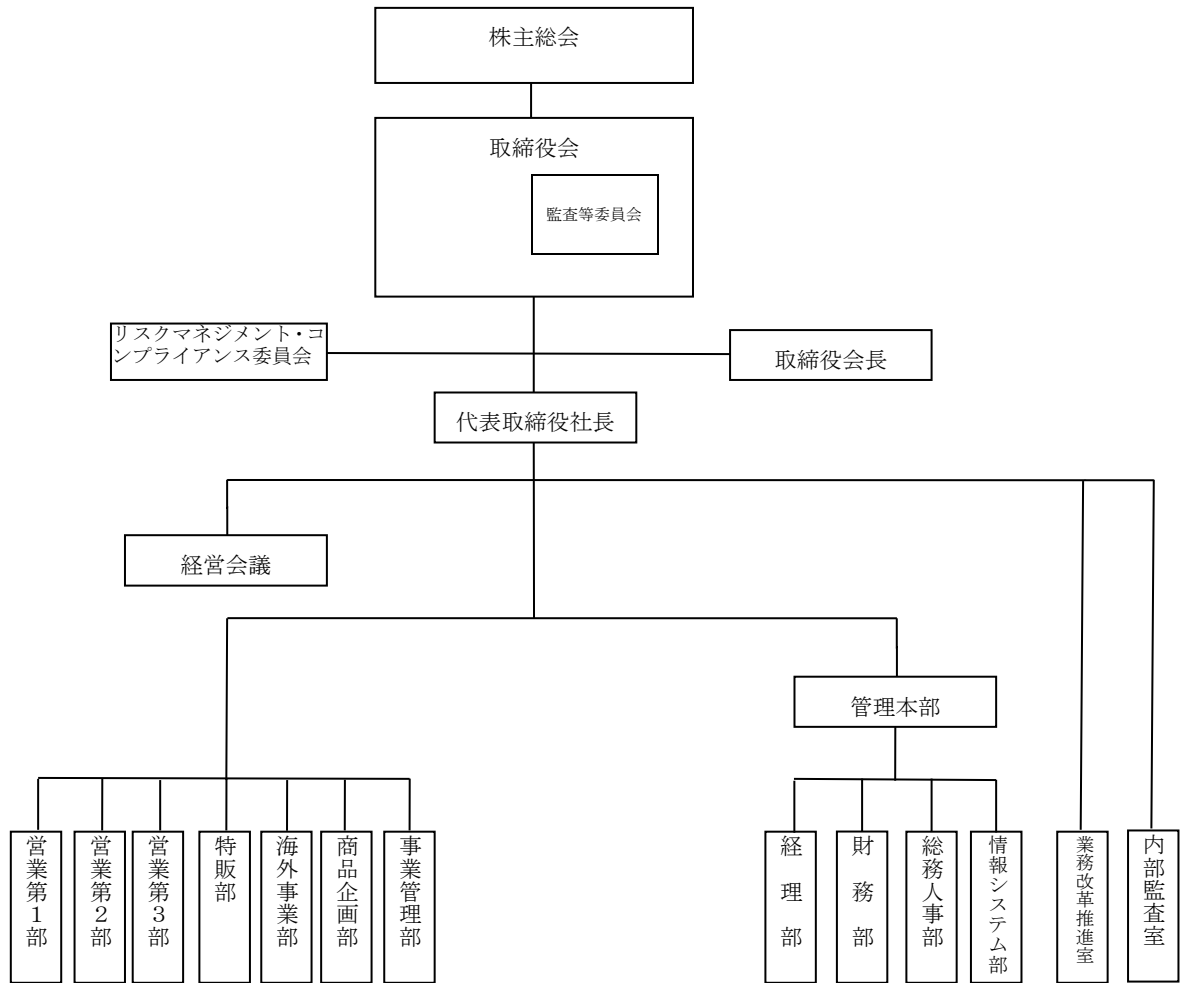 株主総会
取締役会
監査等委員会
リスクマネジメント・コ
ンプライアンス委員会
取締役会長
代表取締役社長
経営会議
管理本部
営業第1部
営業第2部
営業第3部
特販部
海外事業部
商品企画部
事業管理部
経理部
財務部
総務人事部
情報システム部
業務改革推進室
内部監査室